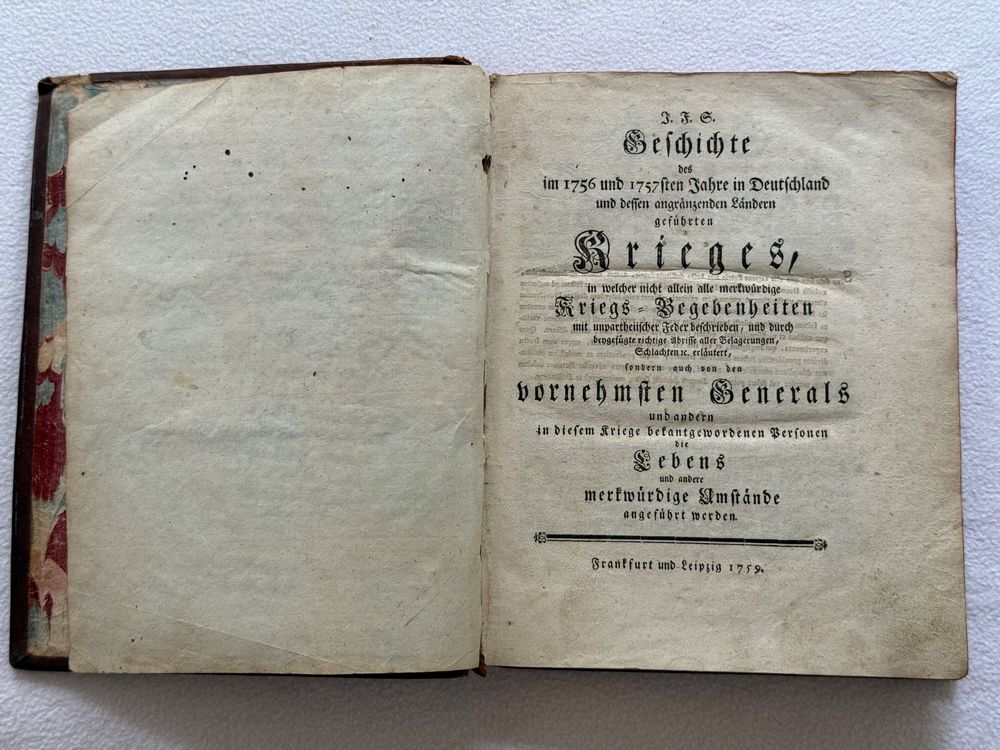 J. F. S.
Geschichte
des
im 1756 und 1757sten Jahre in Deutschland
und dessen angränzenden Ländern
geführten
Krieges,
in welcher nicht allein alle merkwürdige
Kriegs-Begebenheiten
mit unpartheiischer Feder beschrieben, und durch
beygefügte richtige Abrisse aller Belagerungen,
Schlachten ꝛc. erläutert,
sondern auch von den
vornehmsten Generals
und andern
in diesem Kriege bekantgewordenen Personen
die
Lebens
und andere
merkwürdige Umstände
angeführt werden.
Frankfurt und Leipzig 1759.